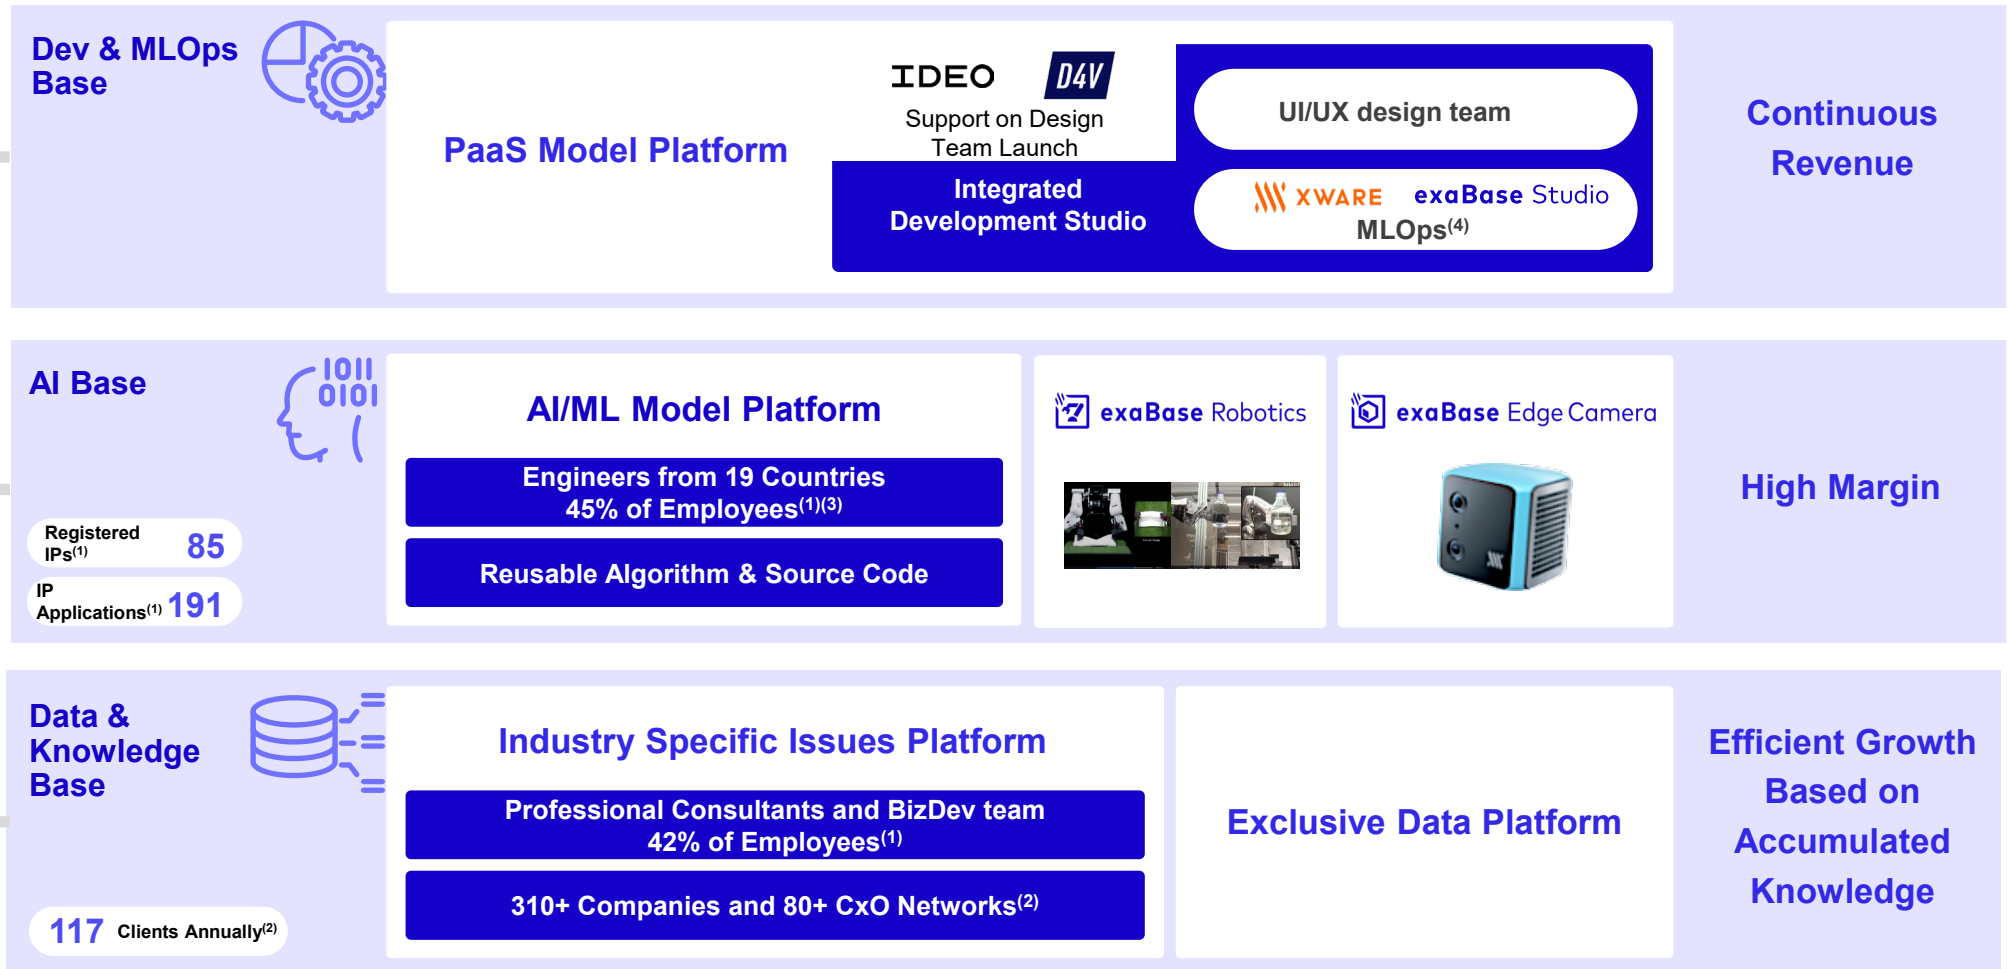 Dev & MLOps
Base
PaaS Model Platform
IDEO D4V
Support on Design
Team Launch
Integrated
Development Studio
UI/UX design team
XWARE exaBase Studio
MLOps(4)
Continuous
Revenue
AI Base
1011
0101
Registered
IPs(1) 85
IP
Applications(1) 191
AI/ML Model Platform
Engineers from 19 Countries
45% of Employees(1)(3)
Reusable Algorithm & Source Code
exaBase Robotics
exaBase Edge Camera
High Margin
Data &
Knowledge
Base
117 Clients Annually(2)
Industry Specific Issues Platform
Professional Consultants and BizDev team
42% of Employees(1)
310+ Companies and 80+ CxO Networks(2)
Exclusive Data Platform
Efficient Growth
Based on
Accumulated
Knowledge